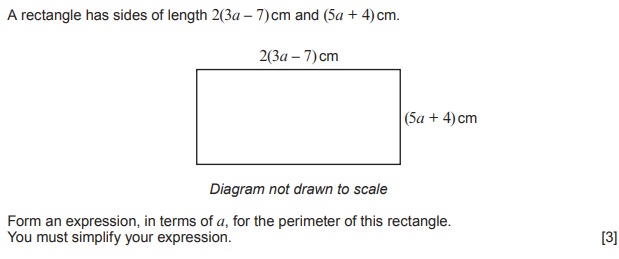 A rectangle has sides of length 2(3a – 7) cm and (5a + 4) cm.
2(3a – 7) cm
(5a + 4) cm
Diagram not drawn to scale
Form an expression, in terms of a, for the perimeter of this rectangle.
You must simplify your expression. [3]